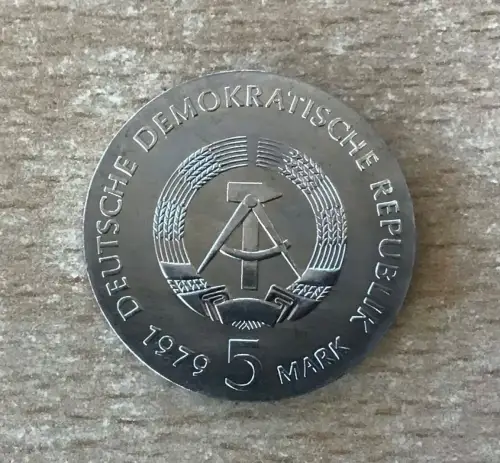 DEUTSCHE DEMOKRATISCHE REPUBLIK
1979 5 MARK